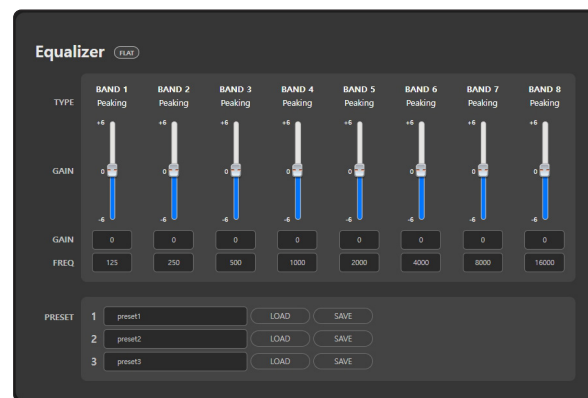 Equalizer FLAT
BAND 1 BAND 2 BAND 3 BAND 4 BAND 5 BAND 6 BAND 7 BAND 8
TYPE Peaking Peaking Peaking Peaking Peaking Peaking Peaking Peaking
+6 +6 +6 +6 +6 +6 +6 +6
GAIN 0 0 0 0 0 0 0 0
-6 -6 -6 -6 -6 -6 -6 -6
GAIN 0 0 0 0 0 0 0 0
FREQ 125 250 500 1000 2000 4000 8000 16000
PRESET 1 preset1 LOAD SAVE
2 preset2 LOAD SAVE
3 preset3 LOAD SAVE